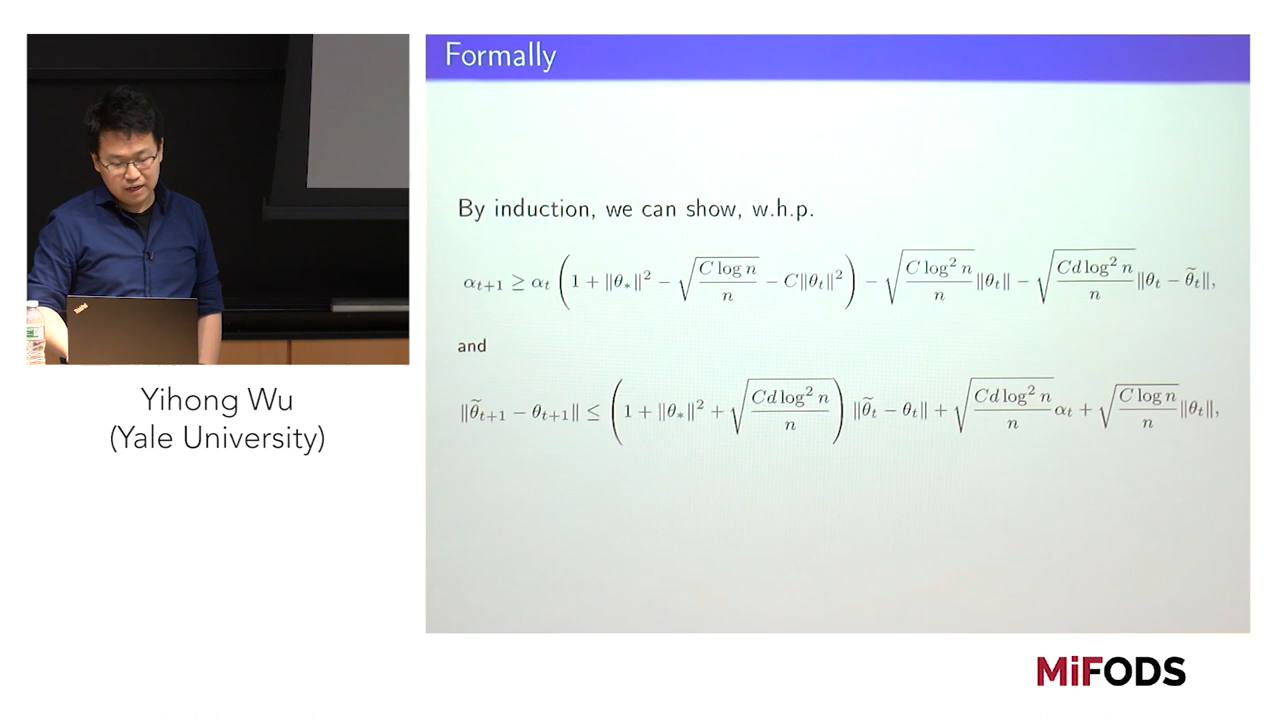 Formally
By induction, we can show, w.h.p.
α_{t+1} ≥ α_t (1 + ‖θ_*‖² − √(C log n / n) − C‖θ_t‖²) − √(C log² n / n) ‖θ_t‖ − √(Cd log² n / n) ‖θ_t − θ̃_t‖,
and
‖θ̃_{t+1} − θ_{t+1}‖ ≤ (1 + ‖θ_*‖² + √(Cd log² n / n)) ‖θ̃_t − θ_t‖ + √(Cd log² n / n) α_t + √(C log n / n) ‖θ_t‖,
Yihong Wu
(Yale University)
MiFODS